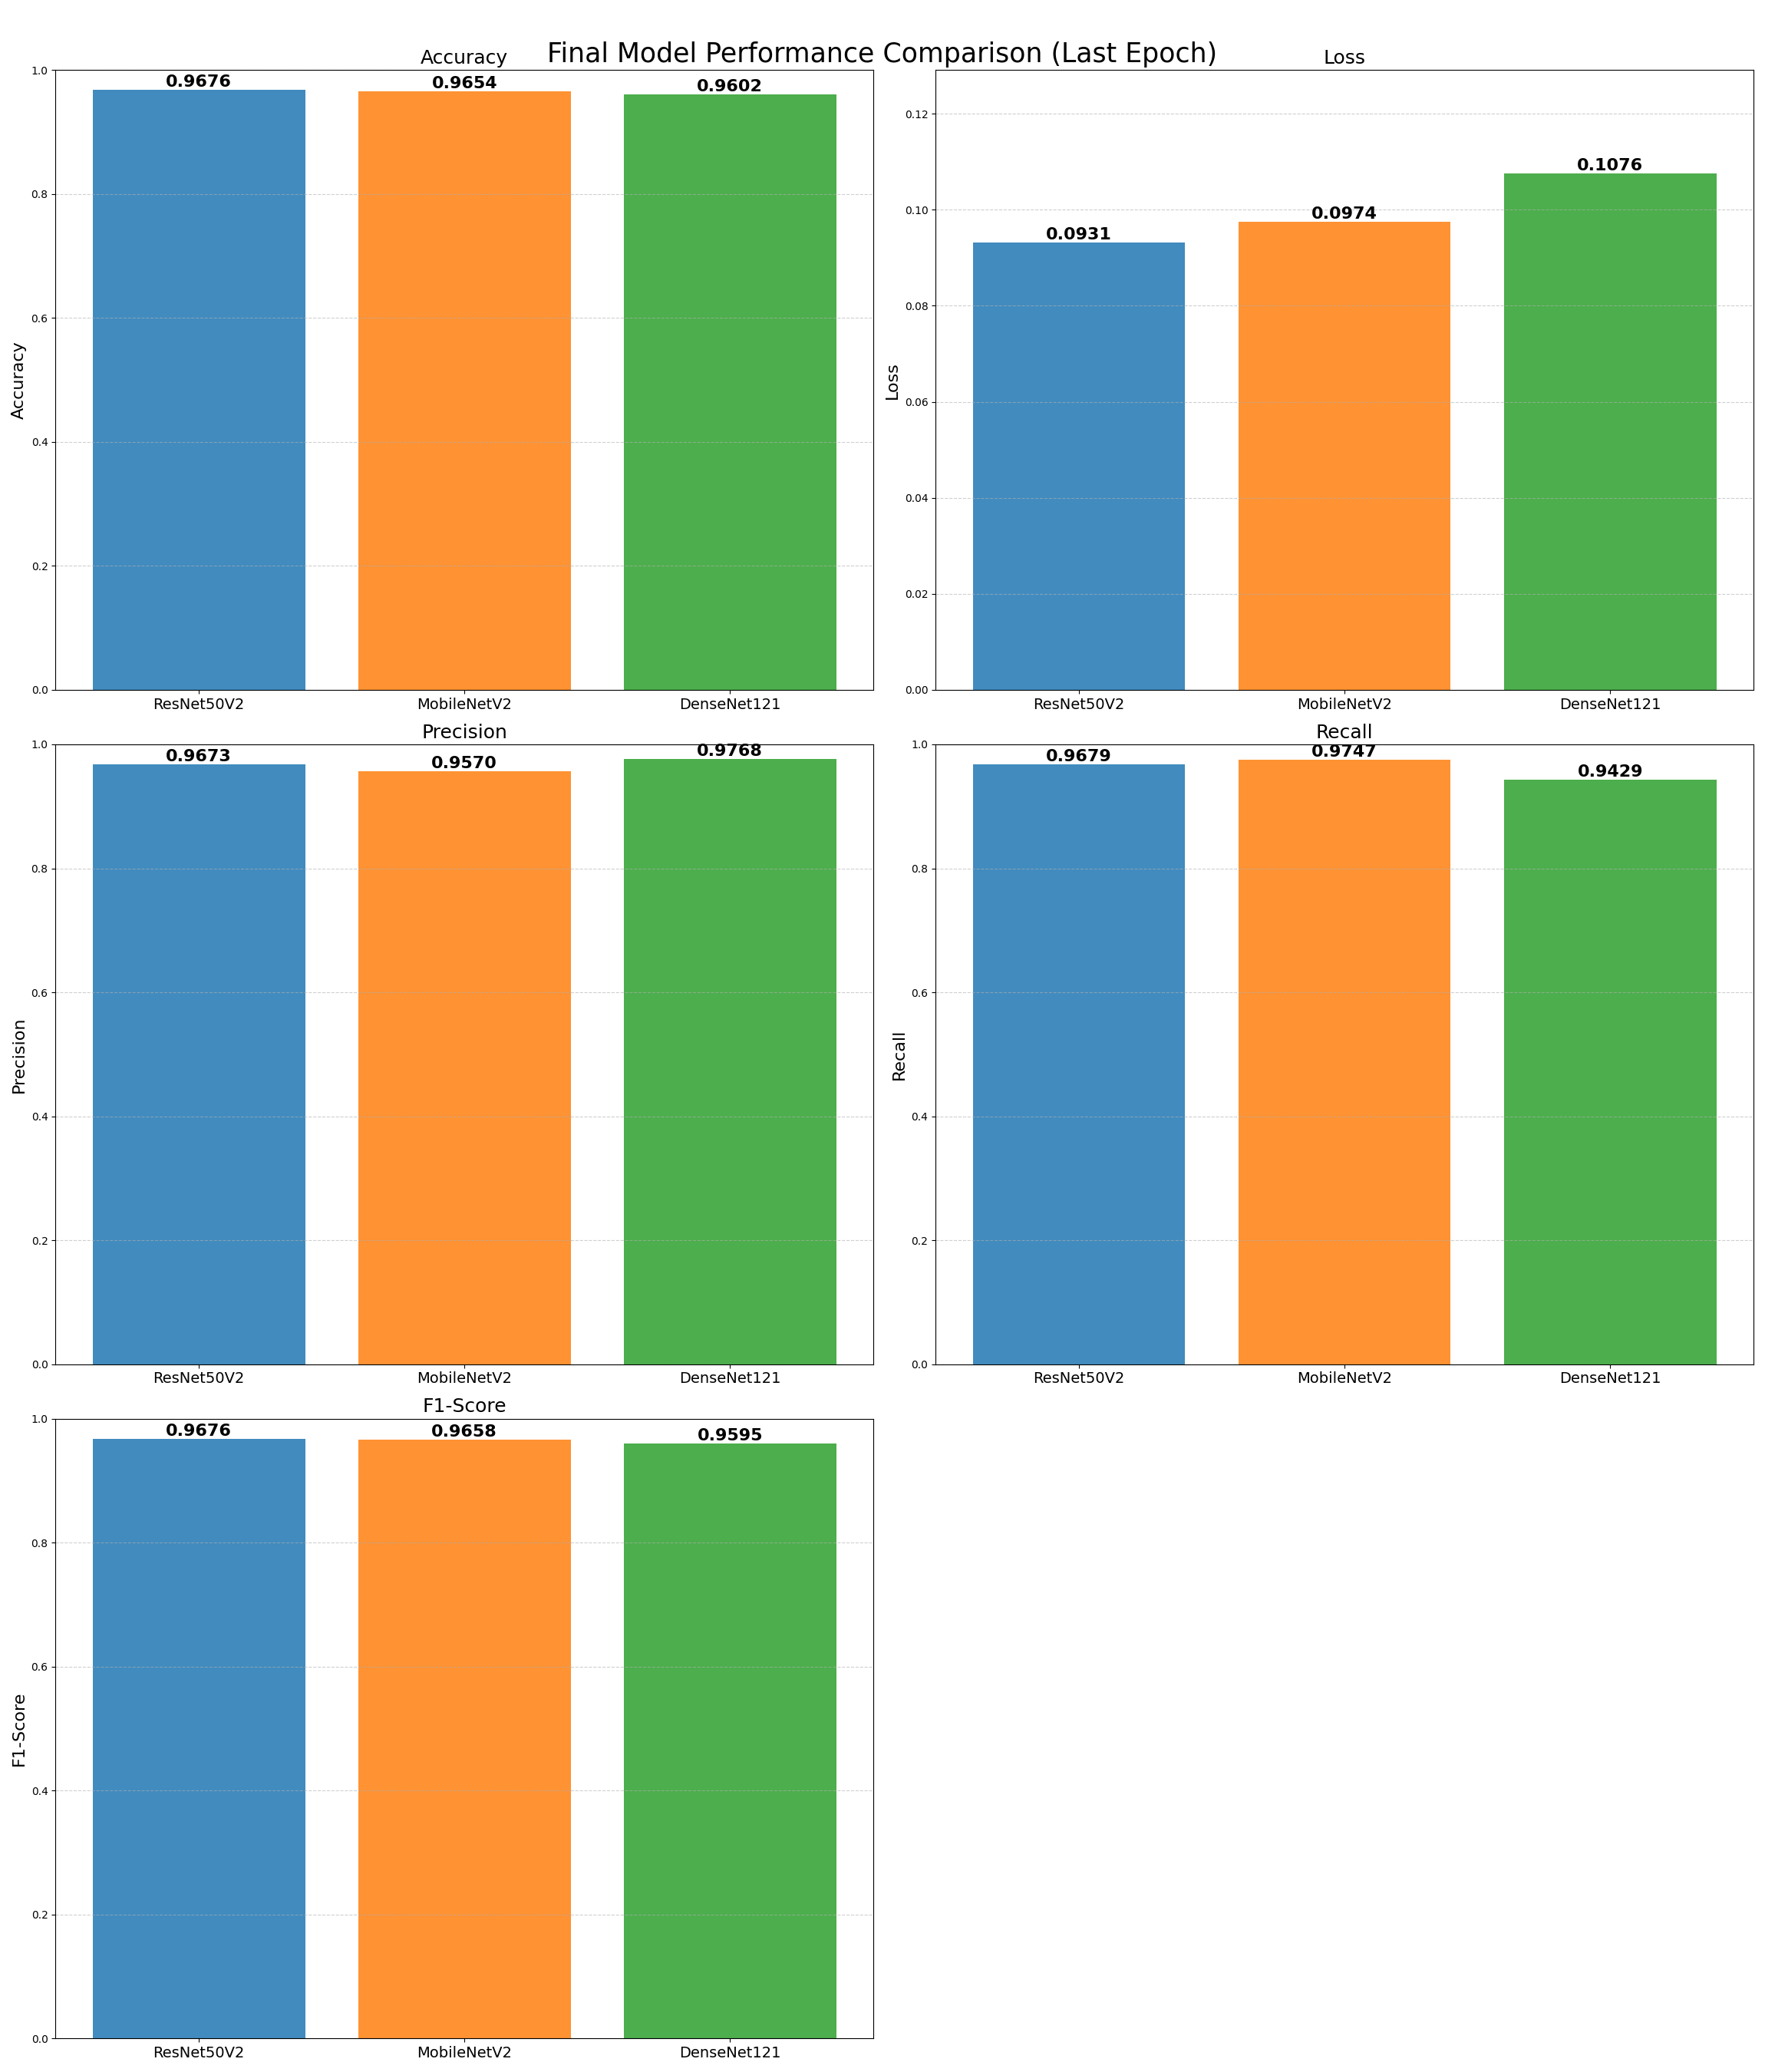 Final Model Performance Comparison (Last Epoch)
Accuracy
1.0
0.8
0.6
0.4
0.2
0.0
Accuracy
0.9676
0.9654
0.9602
ResNet50V2
MobileNetV2
DenseNet121
Loss
0.12
0.10
0.08
0.06
0.04
0.02
0.00
Loss
0.0931
0.0974
0.1076
ResNet50V2
MobileNetV2
DenseNet121
Precision
1.0
0.8
0.6
0.4
0.2
0.0
Precision
0.9673
0.9570
0.9768
ResNet50V2
MobileNetV2
DenseNet121
Recall
1.0
0.8
0.6
0.4
0.2
0.0
Recall
0.9679
0.9747
0.9429
ResNet50V2
MobileNetV2
DenseNet121
F1-Score
1.0
0.8
0.6
0.4
0.2
0.0
F1-Score
0.9676
0.9658
0.9595
ResNet50V2
MobileNetV2
DenseNet121